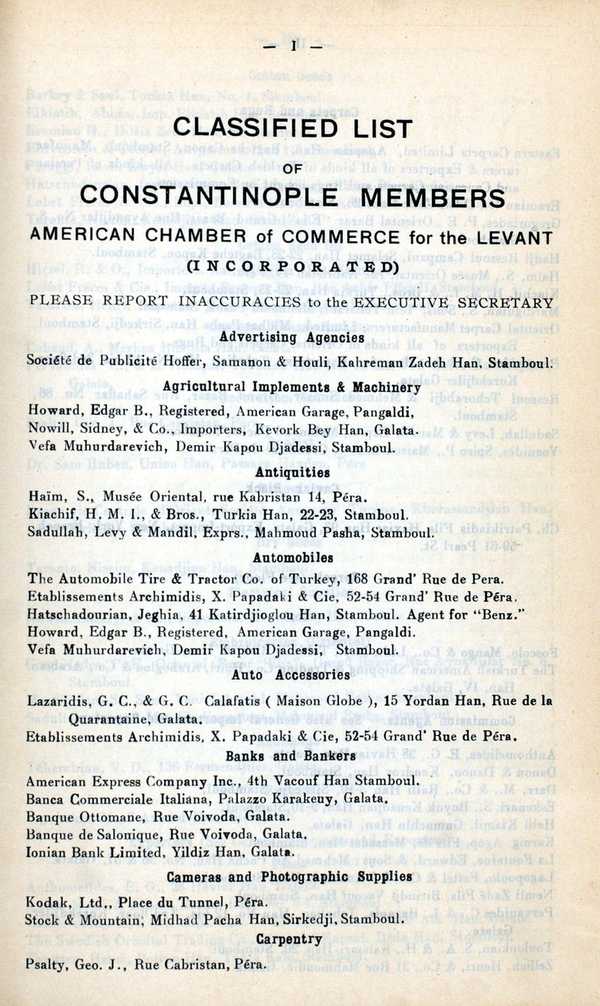 — I —
CLASSIFIED LIST
OF
CONSTANTINOPLE MEMBERS
AMERICAN CHAMBER of COMMERCE for the LEVANT
(INCORPORATED)
PLEASE REPORT INACCURACIES to the EXECUTIVE SECRETARY
Advertising Agencies
Société de Publicité Hoffer, Samanon & Houli, Kahreman Zadeh Han, Stamboul.
Agricultural Implements & Machinery
Howard, Edgar B., Registered, American Garage, Pangaldi,
Nowill, Sidney, & Co., Importers, Kevork Bey Han, Galata.
Vefa Muhurdarevich, Demir Kapou Djadessi, Stamboul.
Antiquities
Haïm, S., Musée Oriental, rue Kabristan 14, Péra.
Kiachif, H. M. I., & Bros., Turkia Han, 22-23, Stamboul.
Sadullah, Levy & Mandil, Exprs., Mahmoud Pasha, Stamboul.
Automobiles
The Automobile Tire & Tractor Co. of Turkey, 168 Grand' Rue de Pera.
Etablissements Archimidis, X. Papadaki & Cie, 52-54 Grand' Rue de Péra.
Hatschadourian, Jeghia, 41 Katirdjioglou Han, Stamboul. Agent for "Benz."
Howard, Edgar B., Registered, American Garage, Pangaldi.
Vefa Muhurdarevich, Demir Kapou Djadessi, Stamboul.
Auto Accessories
Lazaridis, G. C., & G. C. Calafatis ( Maison Globe ), 15 Yordan Han, Rue de la
Quarantaine, Galata.
Etablissements Archimidis, X. Papadaki & Cie, 52-54 Grand' Rue de Péra.
Banks and Bankers
American Express Company Inc., 4th Vacouf Han Stamboul.
Banca Commerciale Italiana, Palazzo Karakeuy, Galata.
Banque Ottomane, Rue Voivoda, Galata.
Banque de Salonique, Rue Voivoda, Galata.
Ionian Bank Limited, Yildiz Han, Galata.
Cameras and Photographic Supplies
Kodak, Ltd., Place du Tunnel, Péra.
Stock & Mountain, Midhad Pacha Han, Sirkedji, Stamboul.
Carpentry
Psalty, Geo. J., Rue Cabristan, Péra.